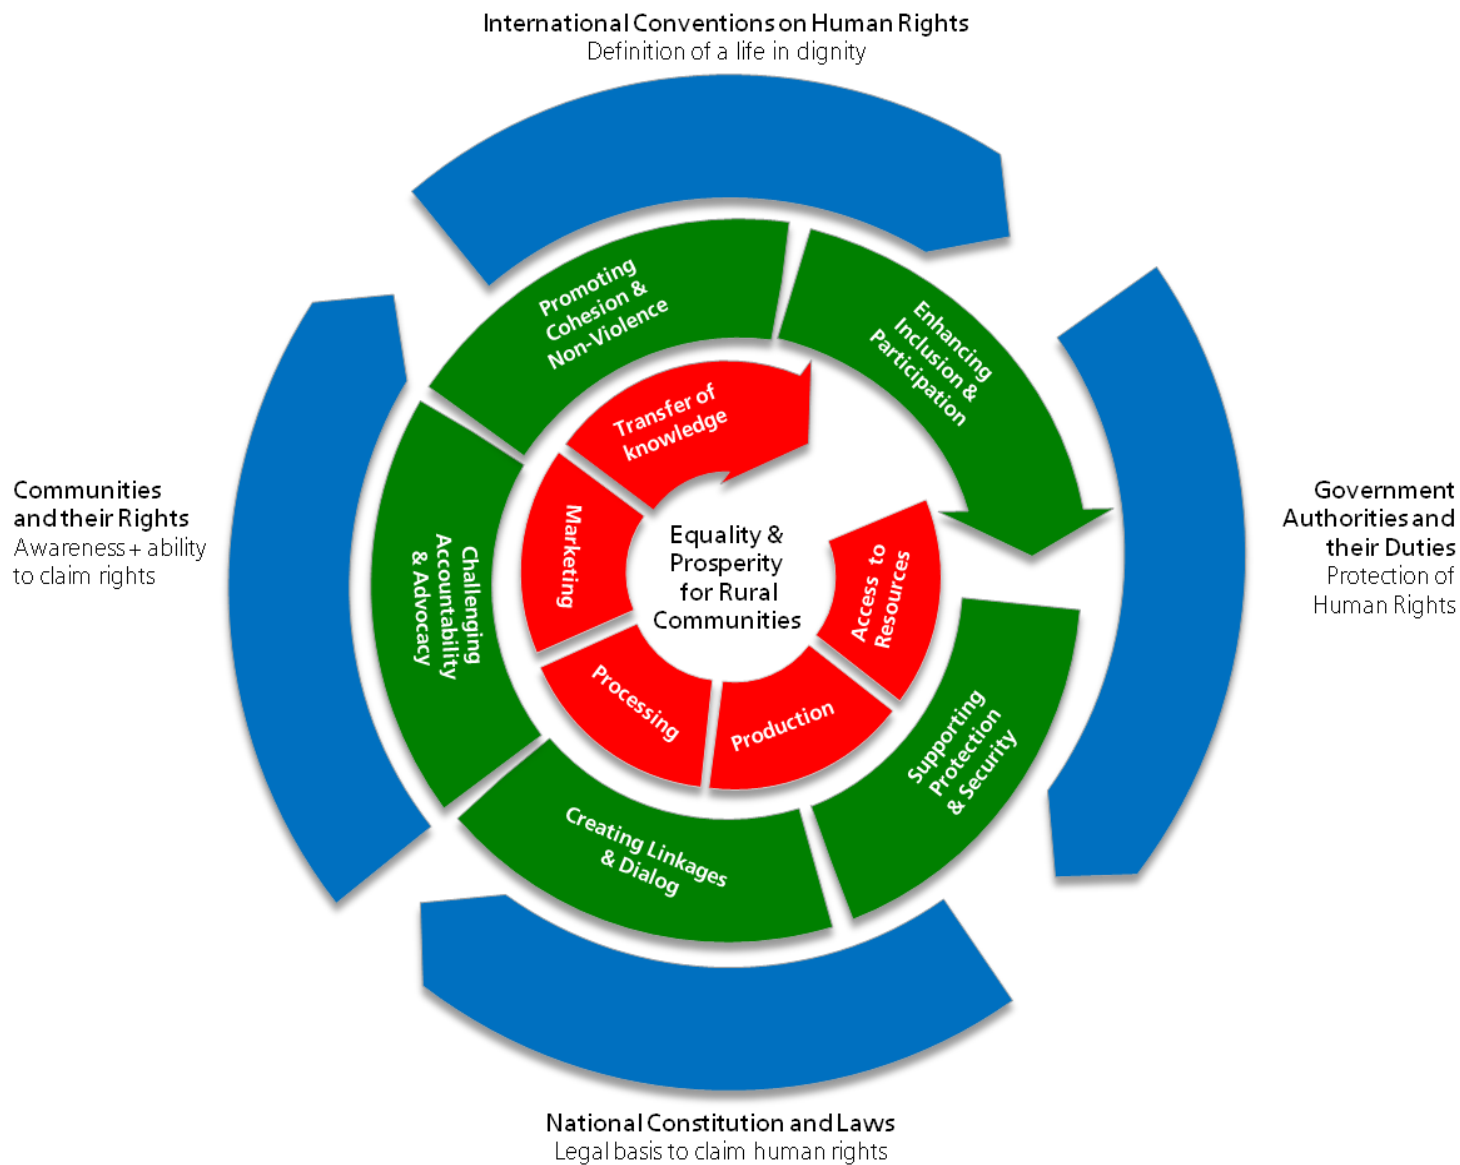 International Conventions on Human Rights
Definition of a life in dignity
Promoting
Cohesion &
Non-Violence
Enhancing
Inclusion &
Participation
Transfer of
knowledge
Communities
and their Rights
Awareness + ability
to claim rights
Challenging
Accountability
& Advocacy
Marketing
Equality &
Prosperity
for Rural
Communities
Access to
Resources
Government
Authorities and
their Duties
Protection of
Human Rights
Processing
Production
Supporting
Protection
& Security
Creating Linkages
& Dialog
National Constitution and Laws
Legal basis to claim human rights